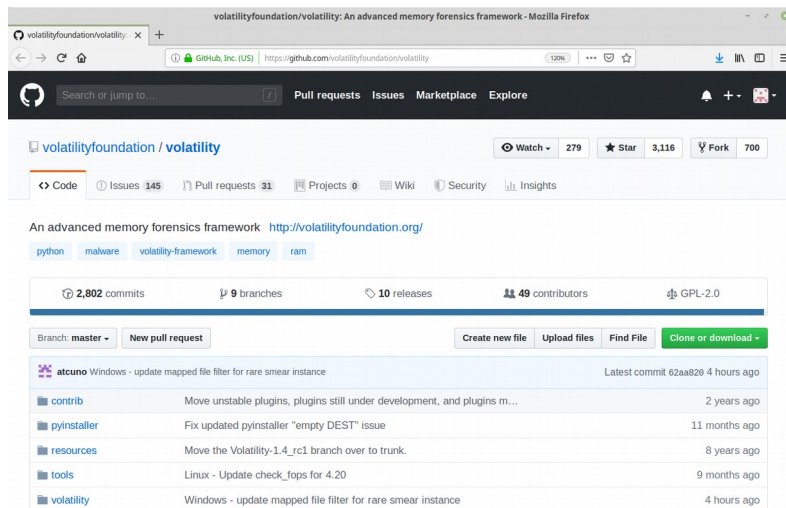 volatilityfoundation/volatility: An advanced memory forensics framework - Mozilla Firefox
volatilityfoundation/volatility:
GitHub, Inc. (US) https://github.com/volatilityfoundation/volatility 120%
Search or jump to... / Pull requests Issues Marketplace Explore
volatilityfoundation / volatility Watch 279 Star 3,116 Fork 700
Code Issues 145 Pull requests 31 Projects 0 Wiki Security Insights
An advanced memory forensics framework http://volatilityfoundation.org/
python malware volatility-framework memory ram
2,802 commits 9 branches 10 releases 49 contributors GPL-2.0
Branch: master New pull request Create new file Upload files Find File Clone or download
atcuno Windows - update mapped file filter for rare smear instance Latest commit 62aa820 4 hours ago
contrib Move unstable plugins, plugins still under development, and plugins m… 2 years ago
pyinstaller Fix updated pyinstaller "empty DEST" issue 11 months ago
resources Move the Volatility-1.4_rc1 branch over to trunk. 8 years ago
tools Linux - Update check_fops for 4.20 9 months ago
volatility Windows - update mapped file filter for rare smear instance 4 hours ago